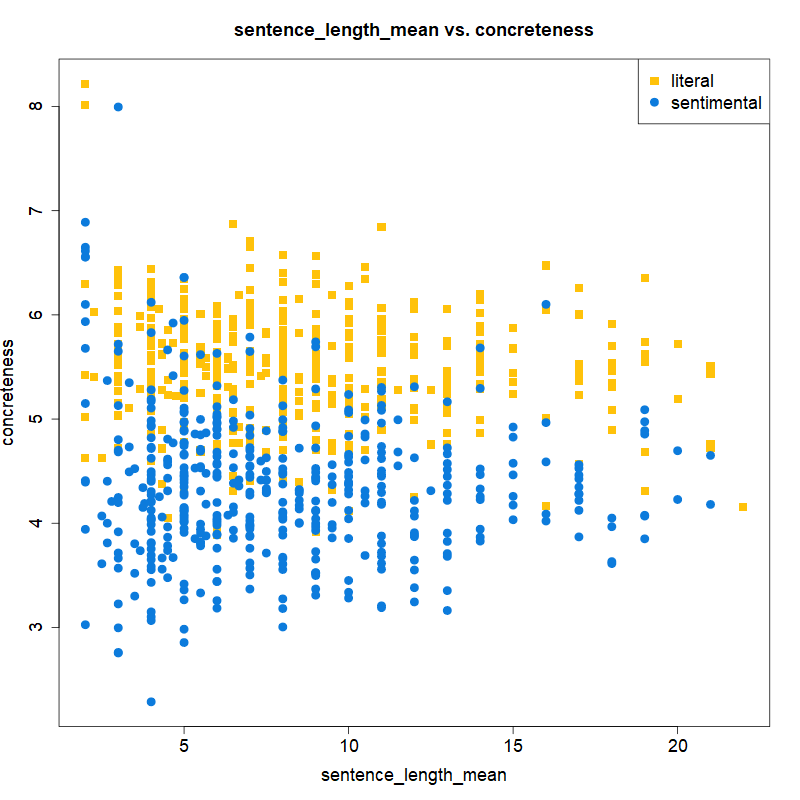 sentence_length_mean vs. concreteness
literal
sentimental
8
7
6
5
4
3
concreteness
5
10
15
20
sentence_length_mean